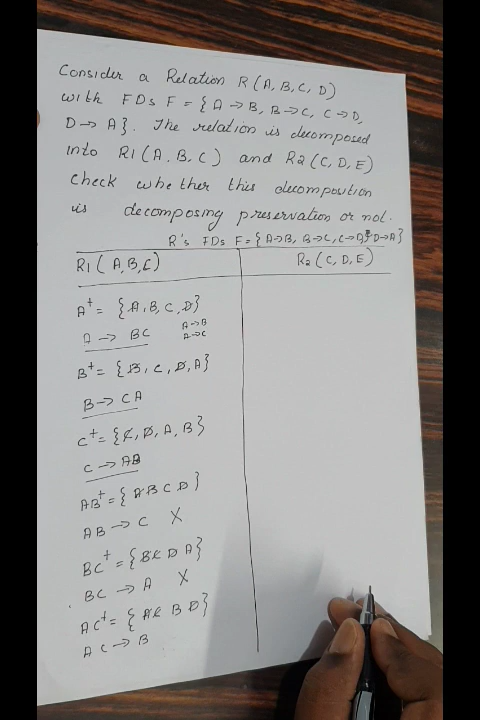 Consider a Relation R(A, B, C, D)
with FDs F = { A → B, B → C, C → D,
D → A }. The relation is decomposed
into R1 (A, B, C) and R2 (C, D, E)
check whether this decomposition
is decomposing preservation or not.
R's FDs F = { A→B, B→C, C→D, D→A }
R1 ( A, B, C )
R2 ( C, D, E )
A⁺ = { A, B, C, D }
A → BC
A→B
A→C
B⁺ = { B, C, D, A }
B → CA
C⁺ = { C, D, A, B }
C → AB
AB⁺ = { A B C D }
AB → C X
BC⁺ = { B C D A }
BC → A X
AC⁺ = { A C B D }
AC → B